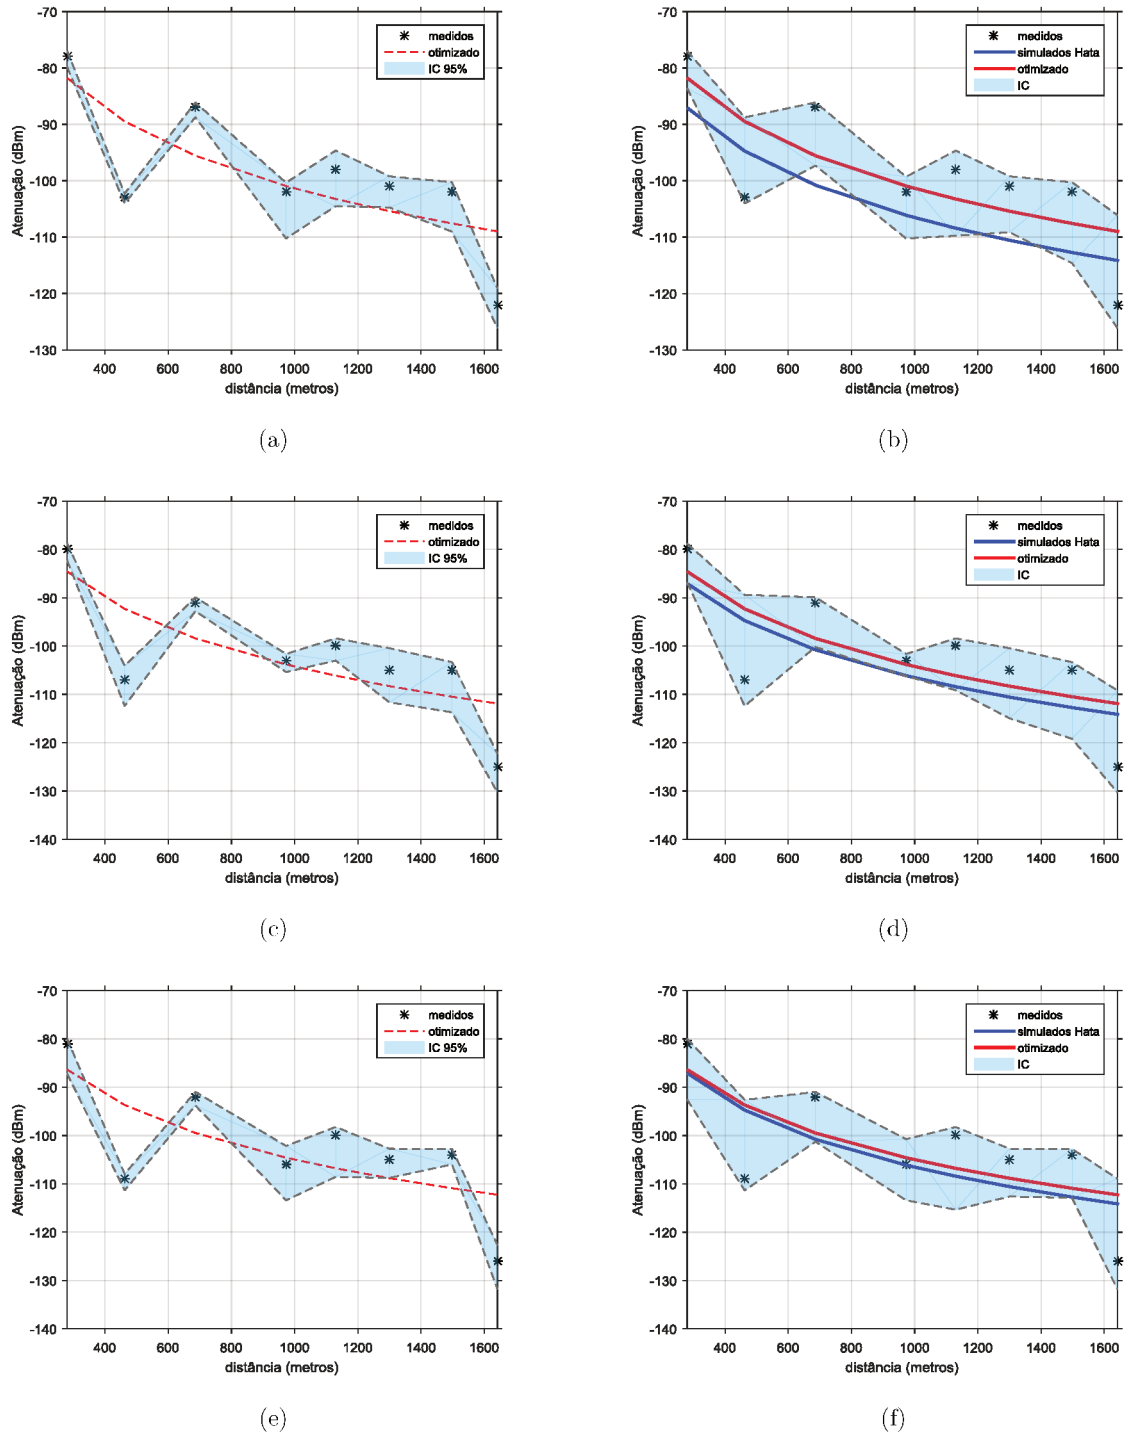 -70
-80
-90
-100
-110
-120
-130
Atenuação (dBm)
400 600 800 1000 1200 1400 1600
distância (metros)
medidos
otimizado
IC 95%
(a)
-70
-80
-90
-100
-110
-120
-130
Atenuação (dBm)
400 600 800 1000 1200 1400 1600
distância (metros)
medidos
simulados Hata
otimizado
IC
(b)
-70
-80
-90
-100
-110
-120
-130
-140
Atenuação (dBm)
400 600 800 1000 1200 1400 1600
distância (metros)
medidos
otimizado
IC 95%
(c)
-70
-80
-90
-100
-110
-120
-130
-140
Atenuação (dBm)
400 600 800 1000 1200 1400 1600
distância (metros)
medidos
simulados Hata
otimizado
IC
(d)
-70
-80
-90
-100
-110
-120
-130
-140
Atenuação (dBm)
400 600 800 1000 1200 1400 1600
distância (metros)
medidos
otimizado
IC 95%
(e)
-70
-80
-90
-100
-110
-120
-130
-140
Atenuação (dBm)
400 600 800 1000 1200 1400 1600
distância (metros)
medidos
simulados Hata
otimizado
IC
(f)